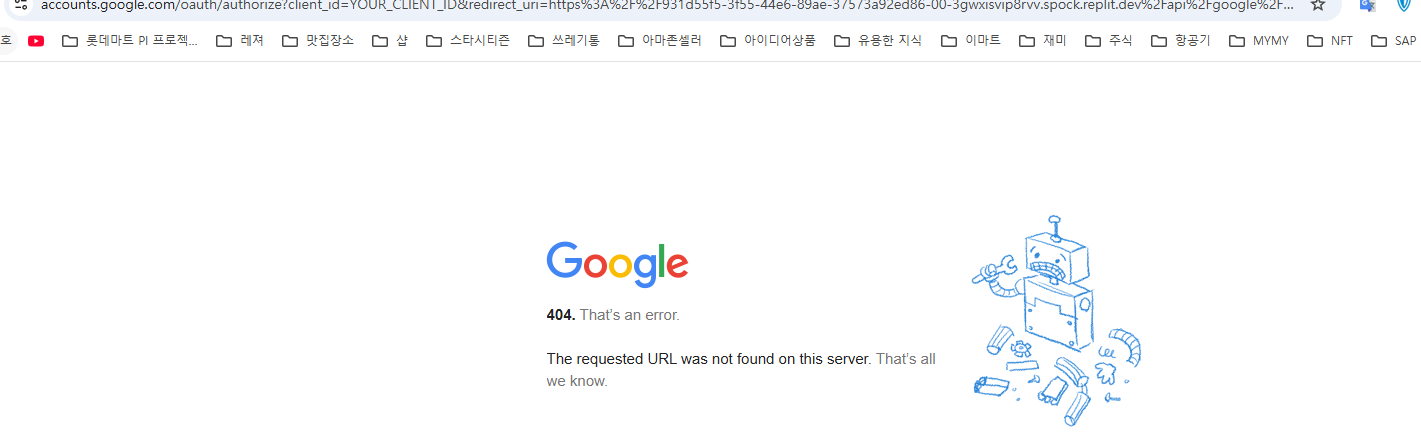 accounts.google.com/oauth/authorize?client_id=YOUR_CLIENT_ID&redirect_uri=https%3A%2F%2F931d55f5-3f55-44e6-89ae-37573a92ed86-00-3gwxisvip8rvv.spock.replit.dev%2Fapi%2Fgoogle%2F...
호 롯데마트 PI 프로젝... 레져 맛집장소 샵 스타시티즌 쓰레기통 아마존셀러 아이디어상품 유용한 지식 이마트 재미 주식 항공기 MYMY NFT SAP
Google
404. That's an error.
The requested URL was not found on this server. That's all
we know.